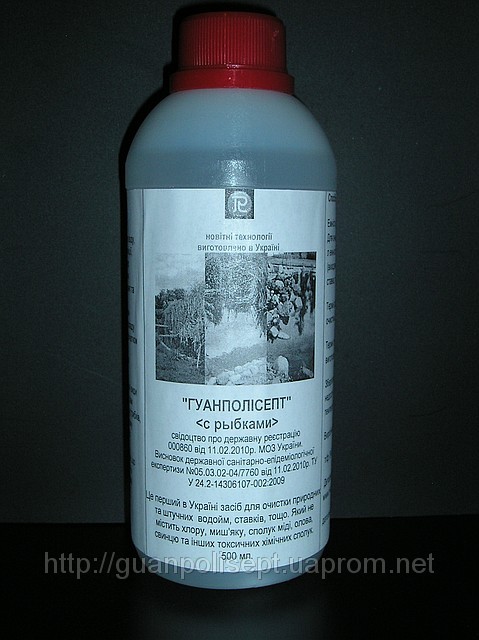 новітні технології
виготовлено в Україні
"ГУАНПОЛІСЕПТ"
<с рыбками>
свідоцтво про державну реєстрацію
000860 від 11.02.2010р. МОЗ України.
Висновок державної санітарно-епідеміологічної
експертизи №05.03.02-04/7760 від 11.02.2010р. ТУ
У 24.2-14306107-002:2009
Це перший в Україні засіб для очистки природних
та штучних водойм, ставків, тощо. Який не
містить хлору, миш'яку, сполук міді, олова,
свинцю та інших токсичних хімічних сполук.
500 мл.
http://guanpolisept.uaprom.net